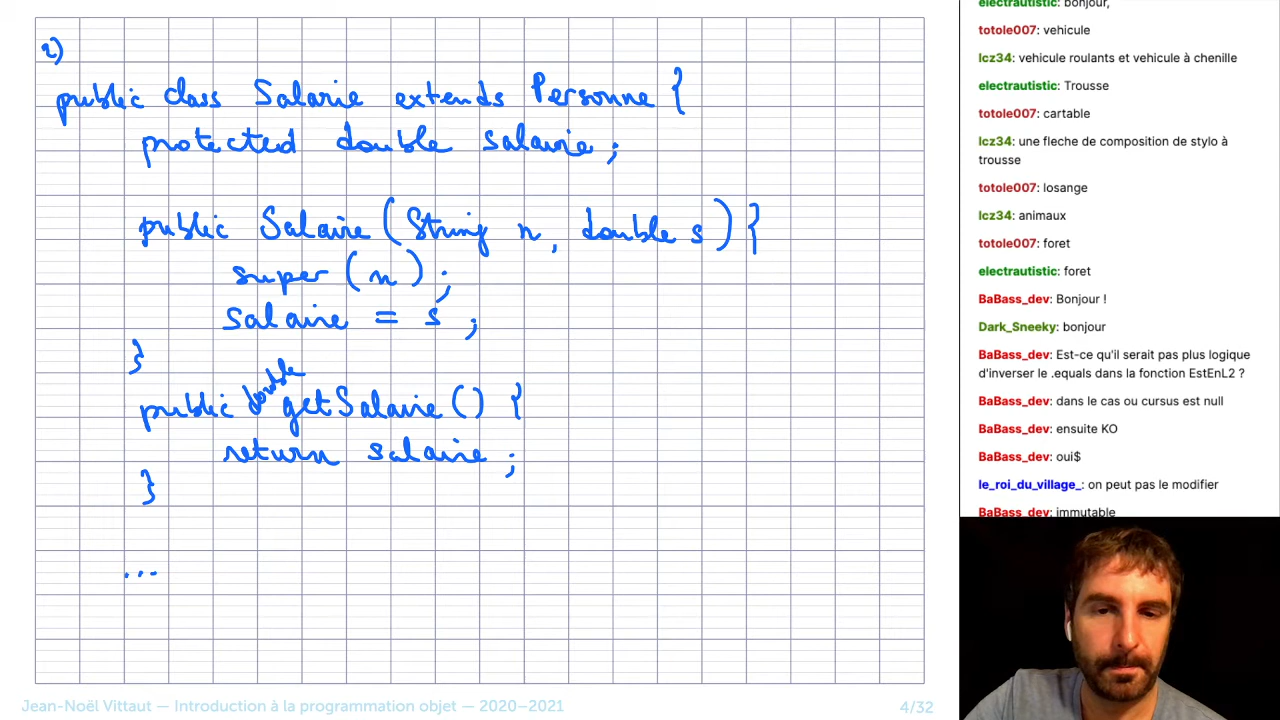 2)
public class Salarie extends Personne {
protected double salaire ;
public Salaire (String n, double s) {
super (n) ;
salaire = s ;
}
public double getSalaire () {
return salaire ;
}
...
Jean-Noël Vittaut — Introduction à la programmation objet — 2020–2021
4/32
electrautistic: bonjour,
totole007: vehicule
lcz34: vehicule roulants et vehicule à chenille
electrautistic: Trousse
totole007: cartable
lcz34: une fleche de composition de stylo à
trousse
totole007: losange
lcz34: animaux
totole007: foret
electrautistic: foret
BaBass_dev: Bonjour !
Dark_Sneeky: bonjour
BaBass_dev: Est-ce qu'il serait pas plus logique
d'inverser le .equals dans la fonction EstEnL2 ?
BaBass_dev: dans le cas ou cursus est null
BaBass_dev: ensuite KO
BaBass_dev: oui$
le_roi_du_village_: on peut pas le modifier
BaBass_dev: immutable